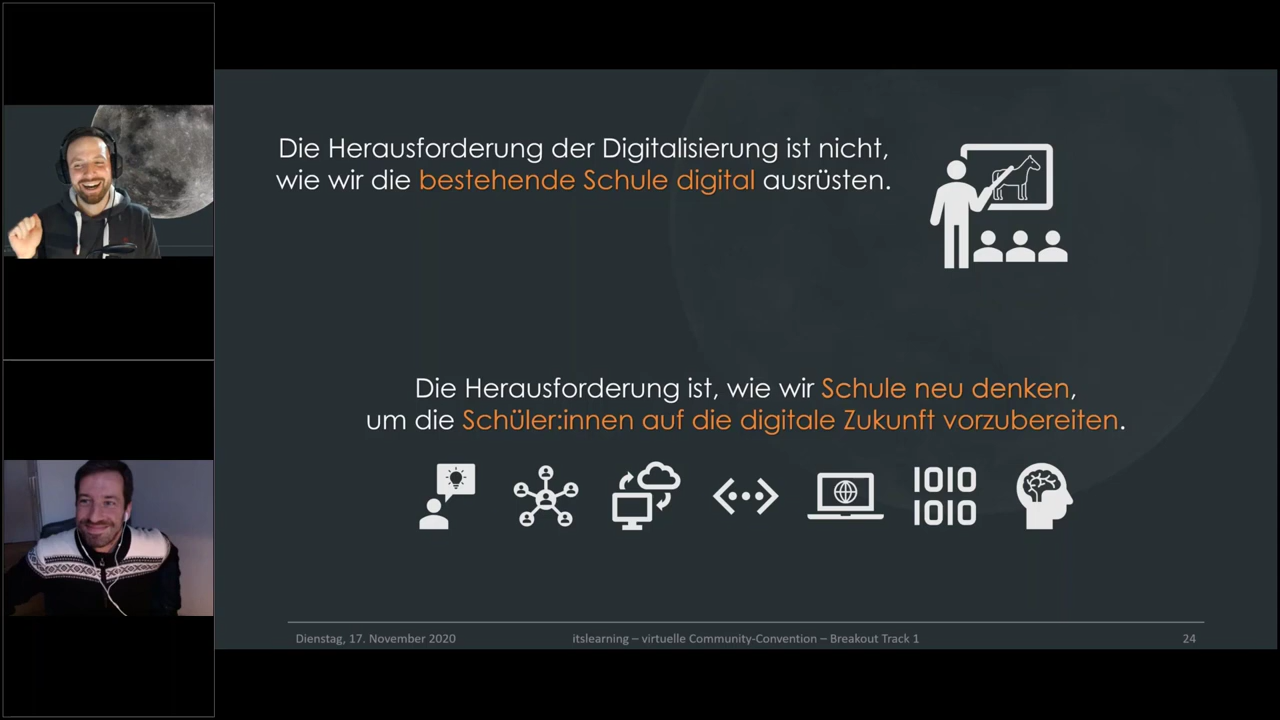 Die Herausforderung der Digitalisierung ist nicht,
wie wir die bestehende Schule digital ausrüsten.
Die Herausforderung ist, wie wir Schule neu denken,
um die Schüler:innen auf die digitale Zukunft vorzubereiten.
1010
1010
Dienstag, 17. November 2020
itslearning – virtuelle Community-Convention – Breakout Track 1
24